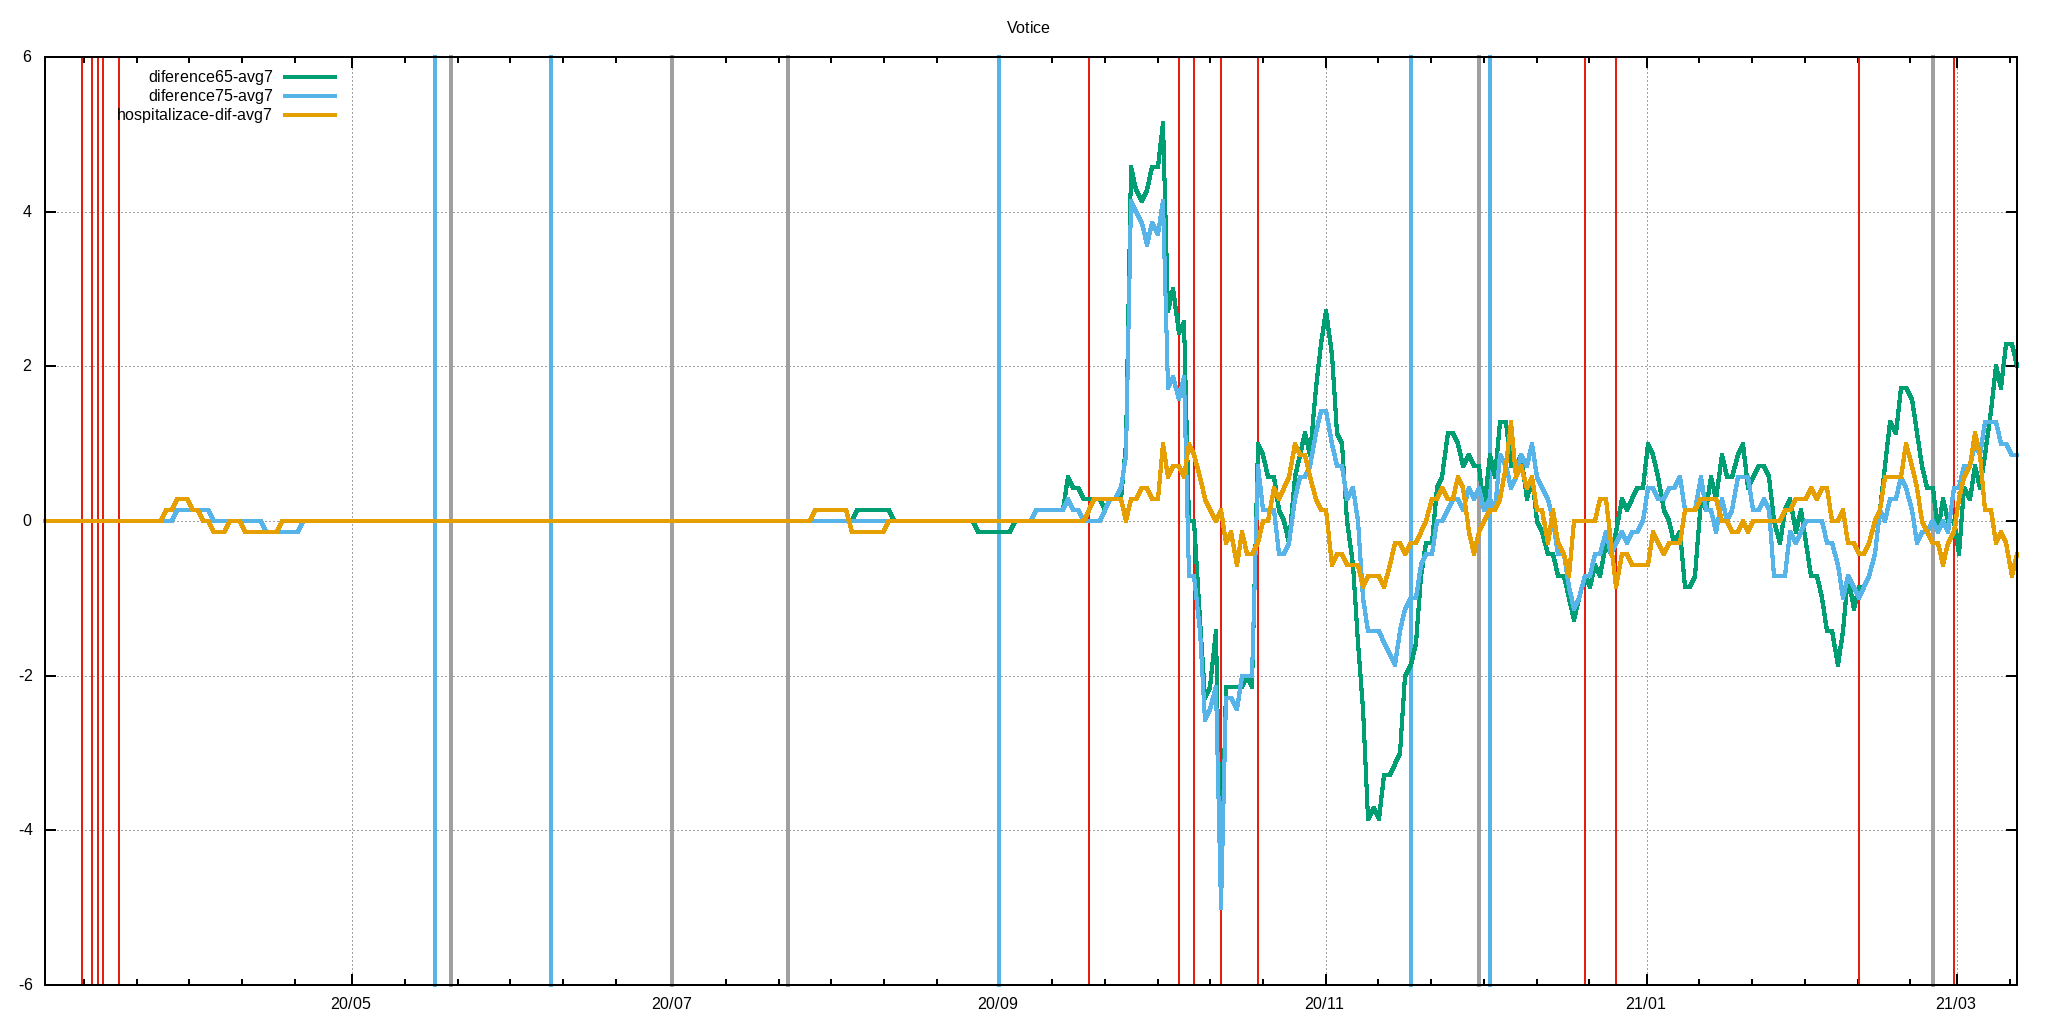 Votice
6
diference65-avg7
diference75-avg7
hospitalizace-dif-avg7
4
2
0
-2
-4
-6
20/05 20/07 20/09 20/11 21/01 21/03